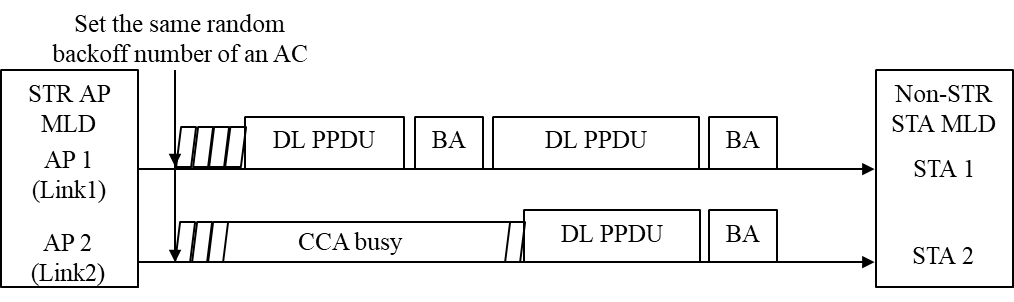 Set the same random
backoff number of an AC
STR AP
MLD
AP 1
(Link1)
AP 2
(Link2)
DL PPDU
BA
DL PPDU
BA
CCA busy
DL PPDU
BA
Non-STR
STA MLD
STA 1
STA 2